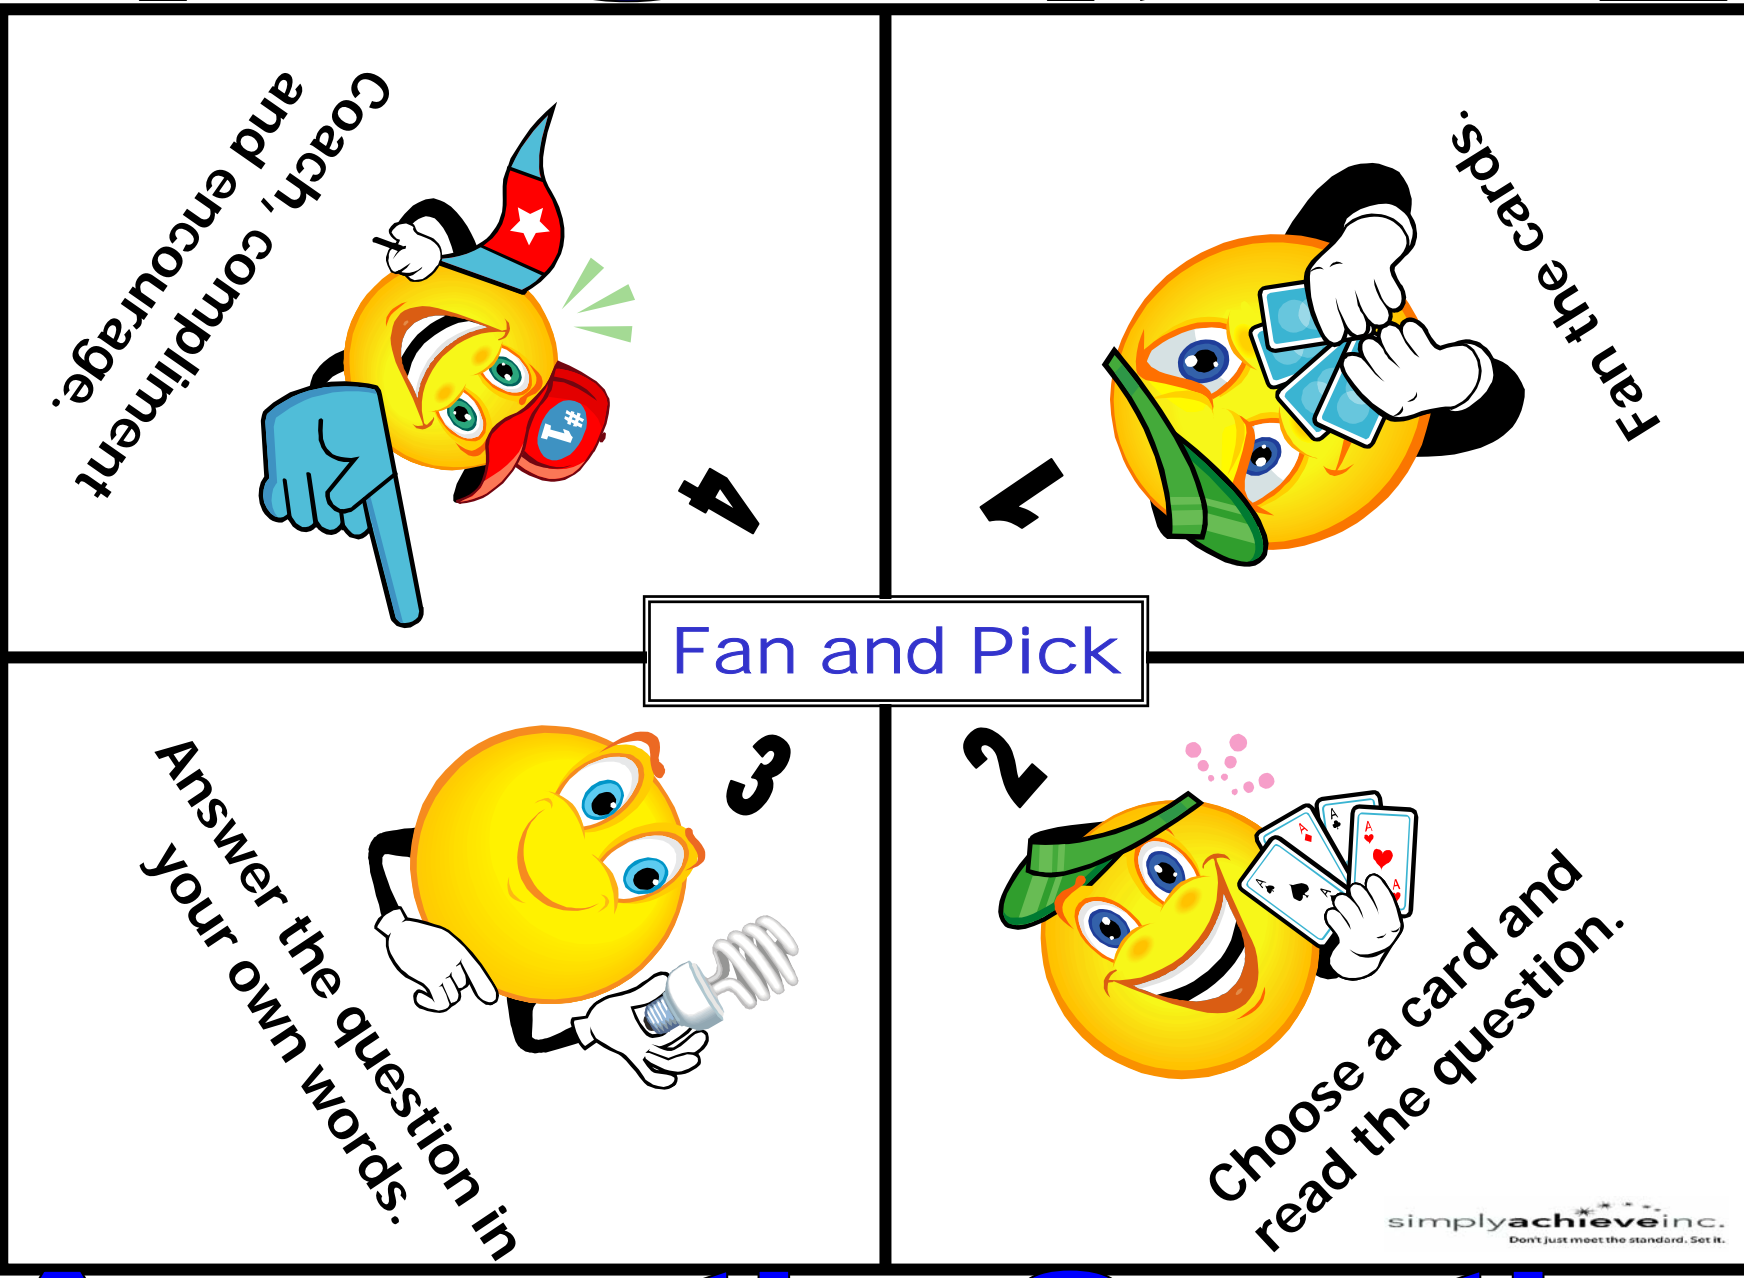 Coach, compliment
and encourage.
#1
4
Fan the cards.
1
Fan and Pick
3
Answer the question in
your own words.
2
A
A
A
A
A
A
Choose a card and
read the question.
simplyachieveinc.
Don't just meet the standard. Set it.